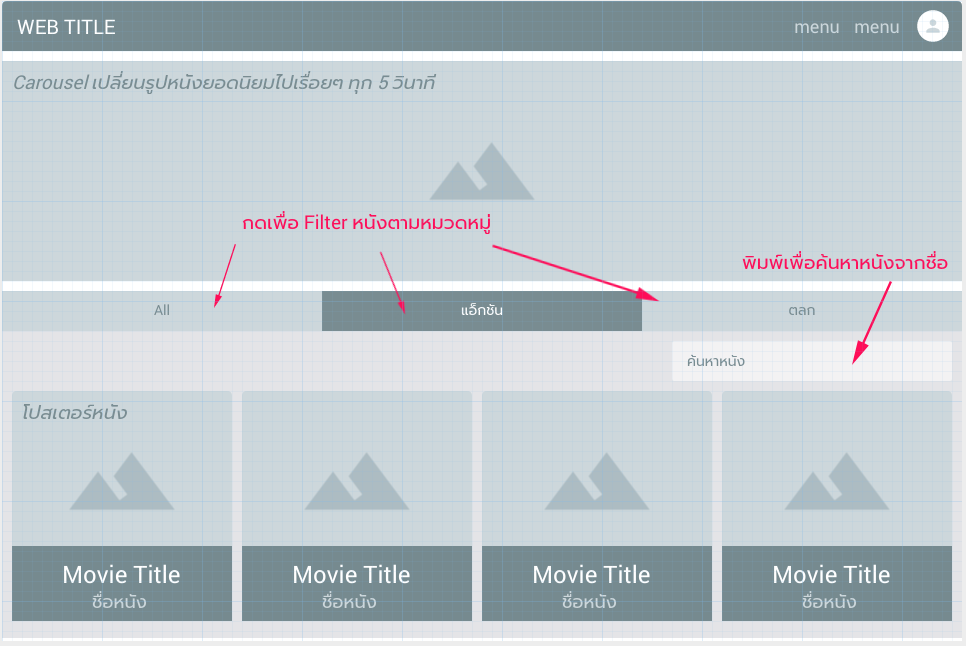 WEB TITLE
menu menu
Carousel เปลี่ยนรูปหนังยอดนิยมไปเรื่อยๆ ทุก 5 วินาที
กดเพื่อ Filter หนังตามหมวดหมู่
พิมพ์เพื่อค้นหาหนังจากชื่อ
All
แอ็กชัน
ตลก
ค้นหาหนัง
โปสเตอร์หนัง
Movie Title
ชื่อหนัง
Movie Title
ชื่อหนัง
Movie Title
ชื่อหนัง
Movie Title
ชื่อหนัง